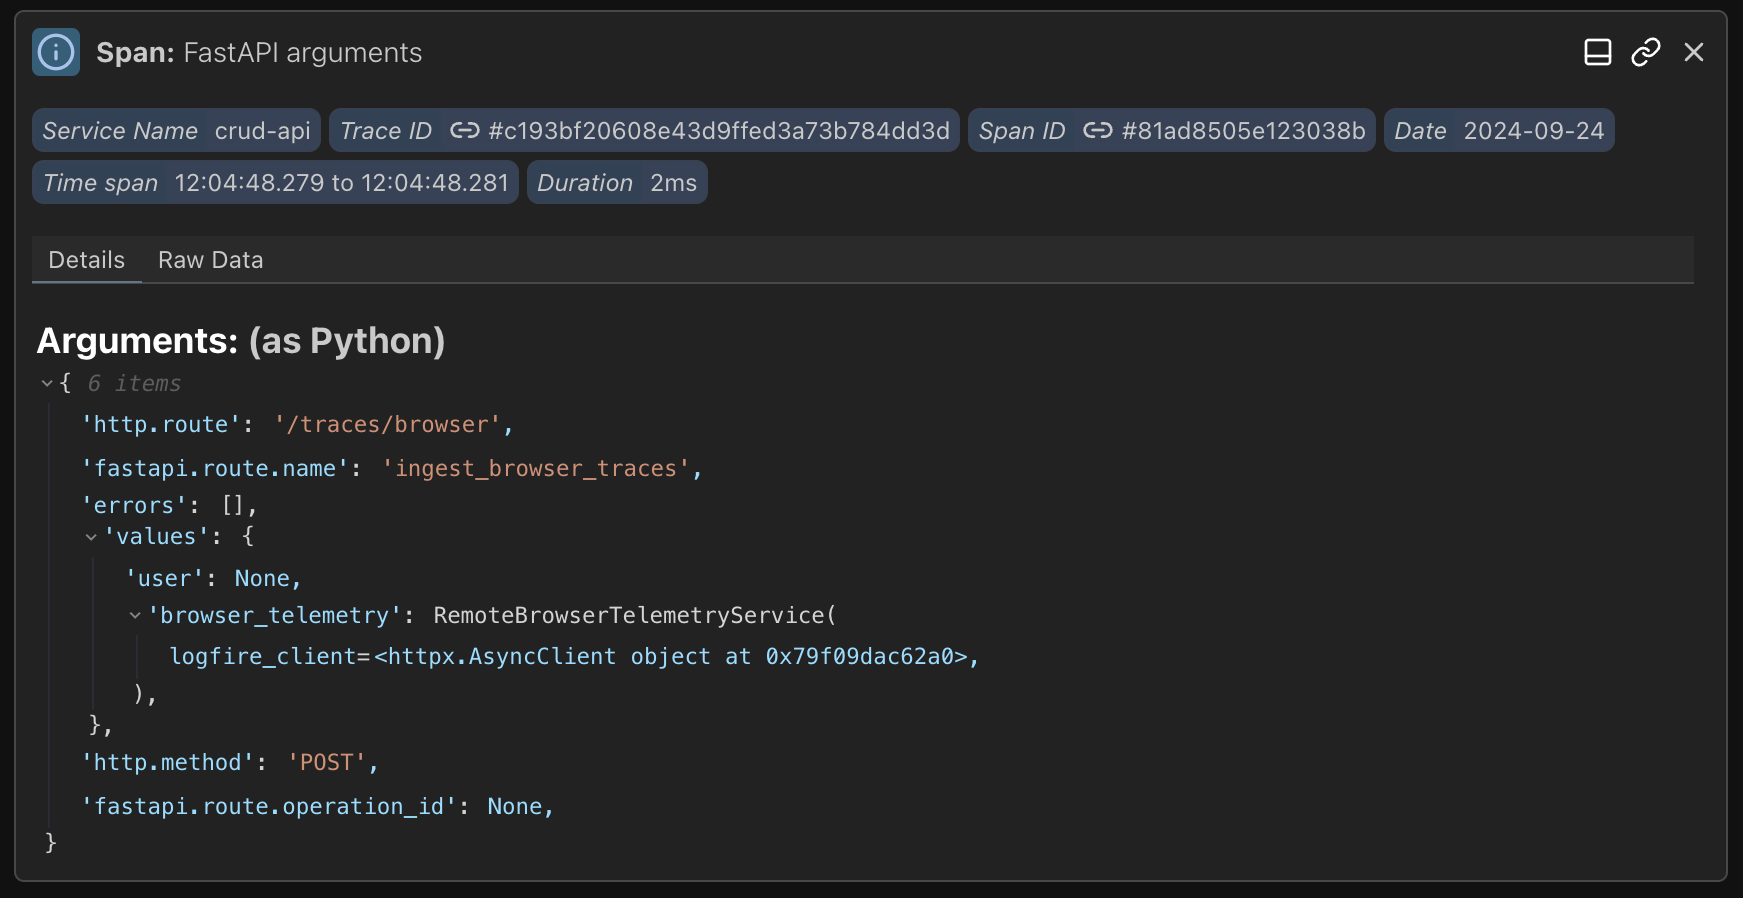 Span: FastAPI arguments
Service Name crud-api Trace ID #c193bf20608e43d9ffed3a73b784dd3d Span ID #81ad8505e123038b Date 2024-09-24
Time span 12:04:48.279 to 12:04:48.281 Duration 2ms
Details Raw Data
Arguments: (as Python)
{ 6 items
'http.route': '/traces/browser',
'fastapi.route.name': 'ingest_browser_traces',
'errors': [],
'values': {
'user': None,
'browser_telemetry': RemoteBrowserTelemetryService(
logfire_client=<httpx.AsyncClient object at 0x79f09dac62a0>,
),
},
'http.method': 'POST',
'fastapi.route.operation_id': None,
}